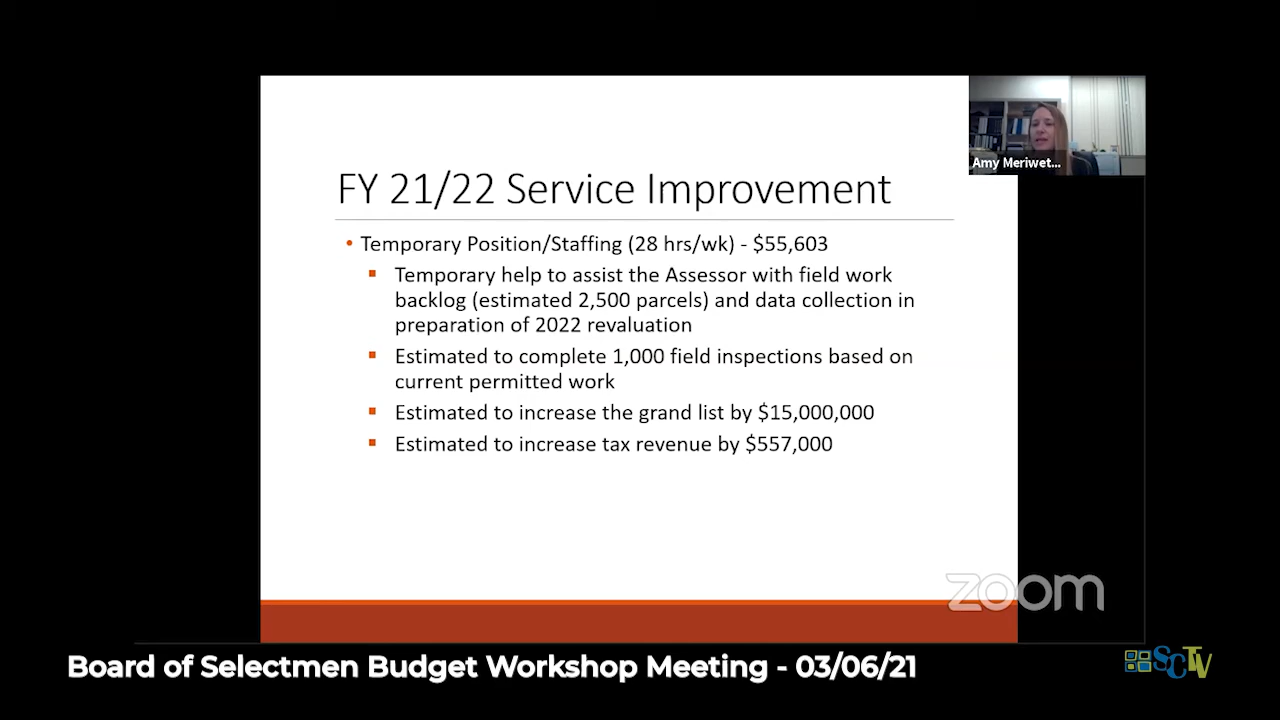 Amy Meriwet...
FY 21/22 Service Improvement
• Temporary Position/Staffing (28 hrs/wk) - $55,603
▪ Temporary help to assist the Assessor with field work
backlog (estimated 2,500 parcels) and data collection in
preparation of 2022 revaluation
▪ Estimated to complete 1,000 field inspections based on
current permitted work
▪ Estimated to increase the grand list by $15,000,000
▪ Estimated to increase tax revenue by $557,000
zoom
Board of Selectmen Budget Workshop Meeting - 03/06/21
SCTV